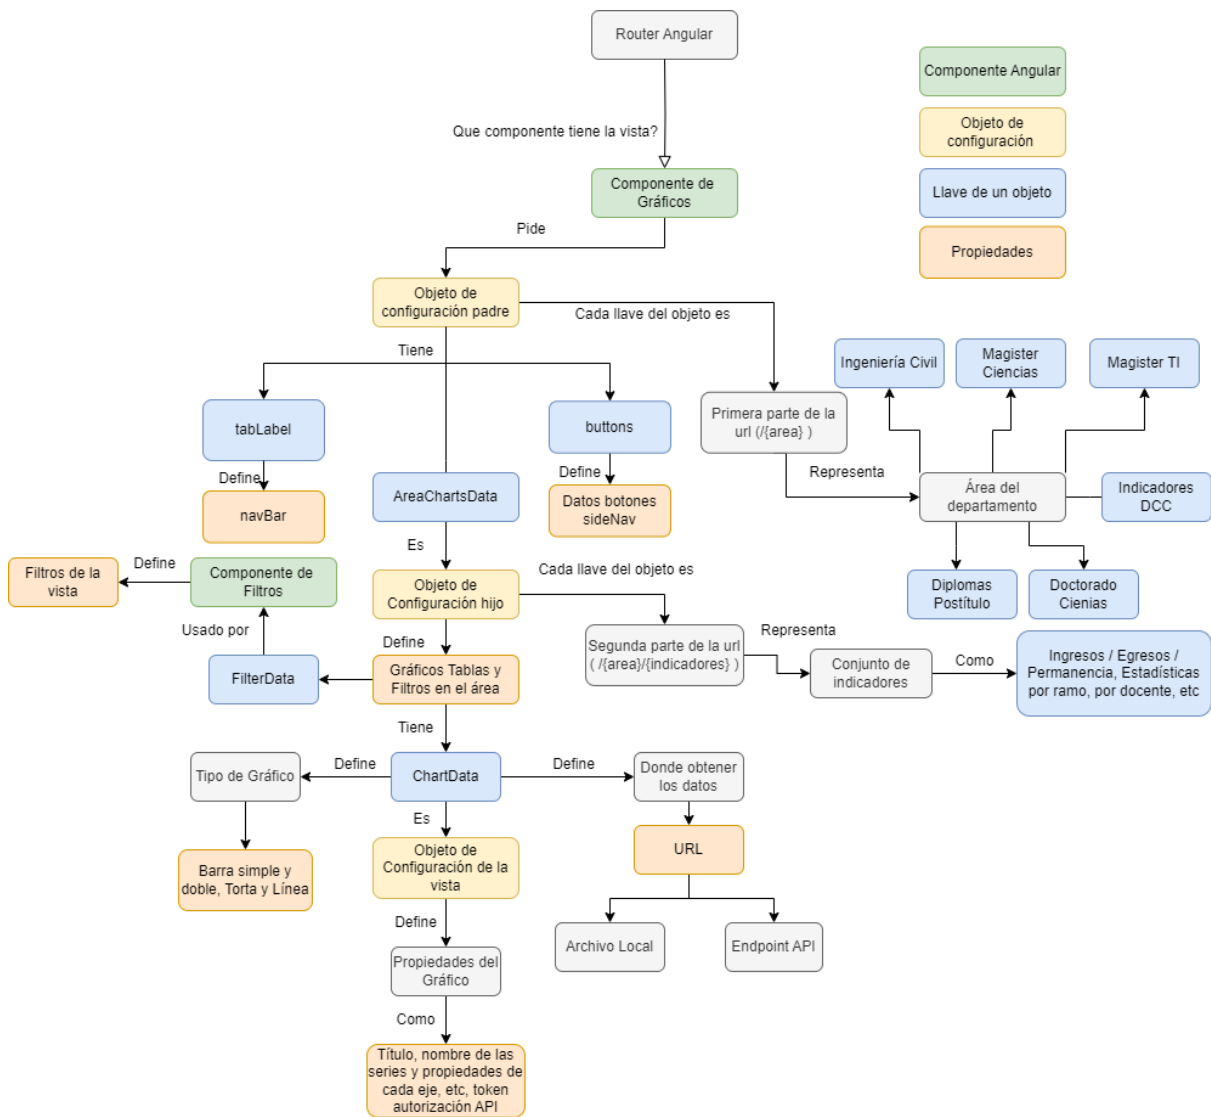 Router Angular
Componente Angular
Objeto de
configuración
Que componente tiene la vista?
Componente de
Gráficos
Llave de un objeto
Pide
Propiedades
Objeto de
configuración padre
Cada llave del objeto es
Tiene
Ingeniería Civil
Magister
Ciencias
Magister TI
tabLabel
buttons
Primera parte de la
url (/{area} )
Define
Define
Representa
AreaChartsData
navBar
Datos botones
sideNav
Área del
departamento
Indicadores
DCC
Es
Filtros de la
vista
Define
Componente de
Filtros
Cada llave del objeto es
Objeto de
Configuración hijo
Diplomas
Postítulo
Doctorado
Cienias
Usado por
Define
Segunda parte de la url
( /{area}/{indicadores} )
Representa
Conjunto de
indicadores
Como
Ingresos / Egresos /
Permanencia, Estadísticas
por ramo, por docente, etc
FilterData
Gráficos Tablas y
Filtros en el área
Tiene
Tipo de Gráfico
Define
ChartData
Define
Donde obtener
los datos
Es
Barra simple y
doble, Torta y Línea
Objeto de
Configuración de la
vista
URL
Define
Archivo Local
Endpoint API
Propiedades del
Gráfico
Como
Título, nombre de las
series y propiedades de
cada eje, etc, token
autorización API